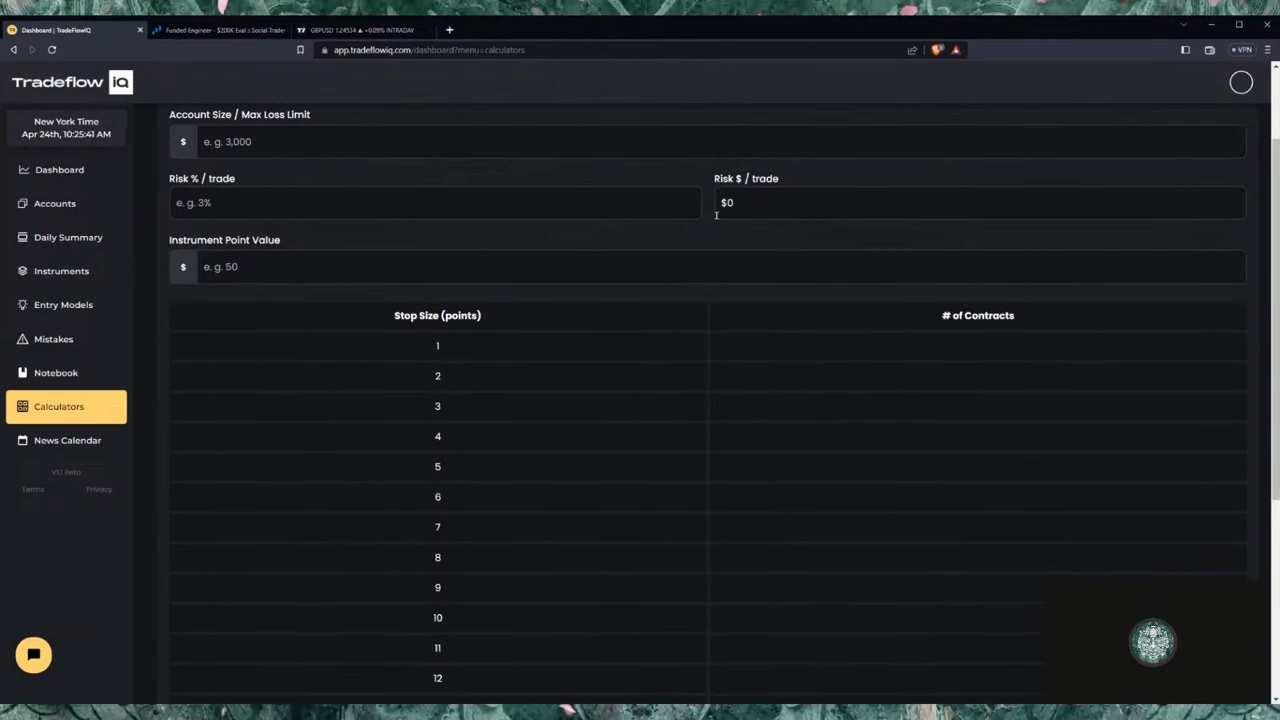 Dashboard | TradeFlowIQ
Funded Engineer - $200K Eval :: Social Trader
GBPUSD 1.24534 ▲ +0.09% INTRADAY
app.tradeflowiq.com/dashboard?menu=calculators
VPN
Tradeflow iQ
New York Time
Apr 24th, 10:25:41 AM
Dashboard
Accounts
Daily Summary
Instruments
Entry Models
Mistakes
Notebook
Calculators
News Calendar
V1.1 Beta
Terms Privacy
Account Size / Max Loss Limit
$ e. g. 3,000
Risk % / trade Risk $ / trade
e. g. 3% $0
Instrument Point Value
$ e. g. 50
Stop Size (points) # of Contracts
1
2
3
4
5
6
7
8
9
10
11
12